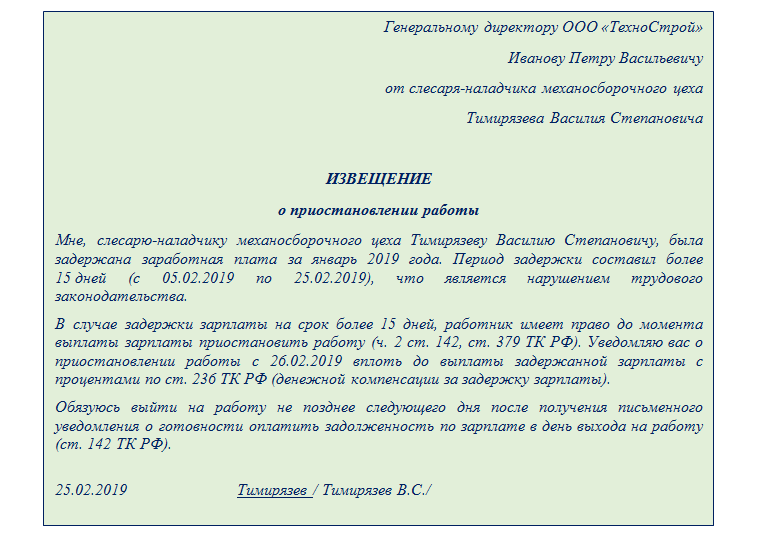 Генеральному директору ООО «ТехноСтрой»
Иванову Петру Васильевичу
от слесаря-наладчика механосборочного цеха
Тимирязева Василия Степановича
ИЗВЕЩЕНИЕ
о приостановлении работы
Мне, слесарю-наладчику механосборочного цеха Тимирязеву Василию Степановичу, была
задержана заработная плата за январь 2019 года. Период задержки составил более
15 дней (с 05.02.2019 по 25.02.2019), что является нарушением трудового
законодательства.
В случае задержки зарплаты на срок более 15 дней, работник имеет право до момента
выплаты зарплаты приостановить работу (ч. 2 ст. 142, ст. 379 ТК РФ). Уведомляю вас о
приостановлении работы с 26.02.2019 вплоть до выплаты задержанной зарплаты с
процентами по ст. 236 ТК РФ (денежной компенсации за задержку зарплаты).
Обязуюсь выйти на работу не позднее следующего дня после получения письменного
уведомления о готовности оплатить задолженность по зарплате в день выхода на работу
(ст. 142 ТК РФ).
25.02.2019 Тимирязев / Тимирязев В.С./